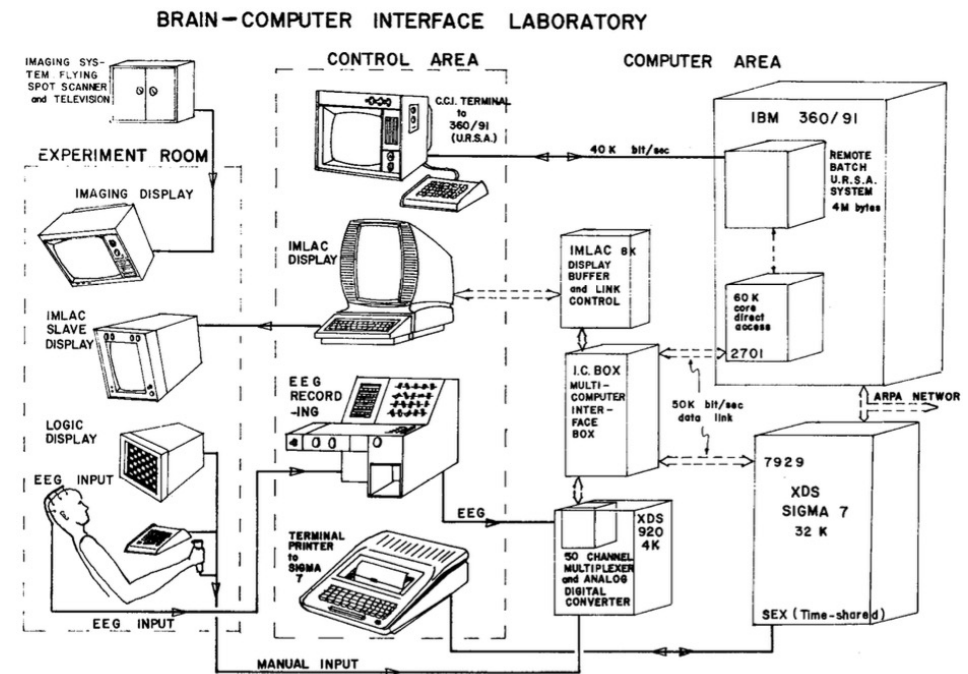 BRAIN-COMPUTER INTERFACE LABORATORY
IMAGING SYS-
TEM FLYING
SPOT SCANNER
and TELEVISION
EXPERIMENT ROOM
IMAGING DISPLAY
IMLAC
SLAVE
DISPLAY
LOGIC
DISPLAY
EEG INPUT
EEG INPUT
MANUAL INPUT
CONTROL AREA
C.C.I. TERMINAL
to
360/91
(U.R.S.A.)
IMLAC
DISPLAY
EEG
RECORD
-ING
EEG
TERMINAL
PRINTER
to
SIGMA
7
COMPUTER AREA
40K bit/sec
IBM 360/91
REMOTE
BATCH
U.R.S.A.
SYSTEM
4M bytes
60K
core
direct
access
2701
IMLAC 8K
DISPLAY
BUFFER
and LINK
CONTROL
I.C. BOX
MULTI-
COMPUTER
INTER-
FACE
BOX
50K bit/sec
data link
ARPA NETWOR
XDS
920
4K
50 CHANNEL
MULTIPLEXER
and ANALOG
DIGITAL
CONVERTER
7929
XDS
SIGMA 7
32 K
SEX (Time-shared)